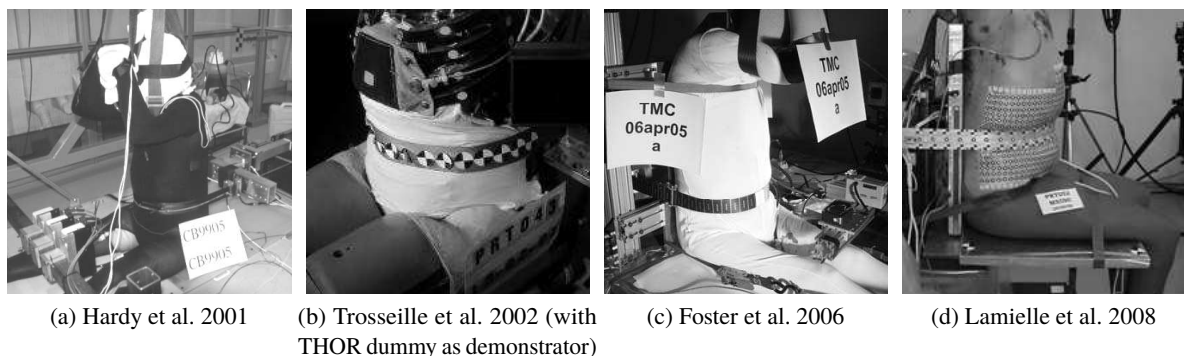 CB9905
CB9905
PRT043
TMC
06apr05
a
TMC
06apr05
a
(a) Hardy et al. 2001
(b) Trosseille et al. 2002 (with
THOR dummy as demonstrator)
(c) Foster et al. 2006
(d) Lamielle et al. 2008